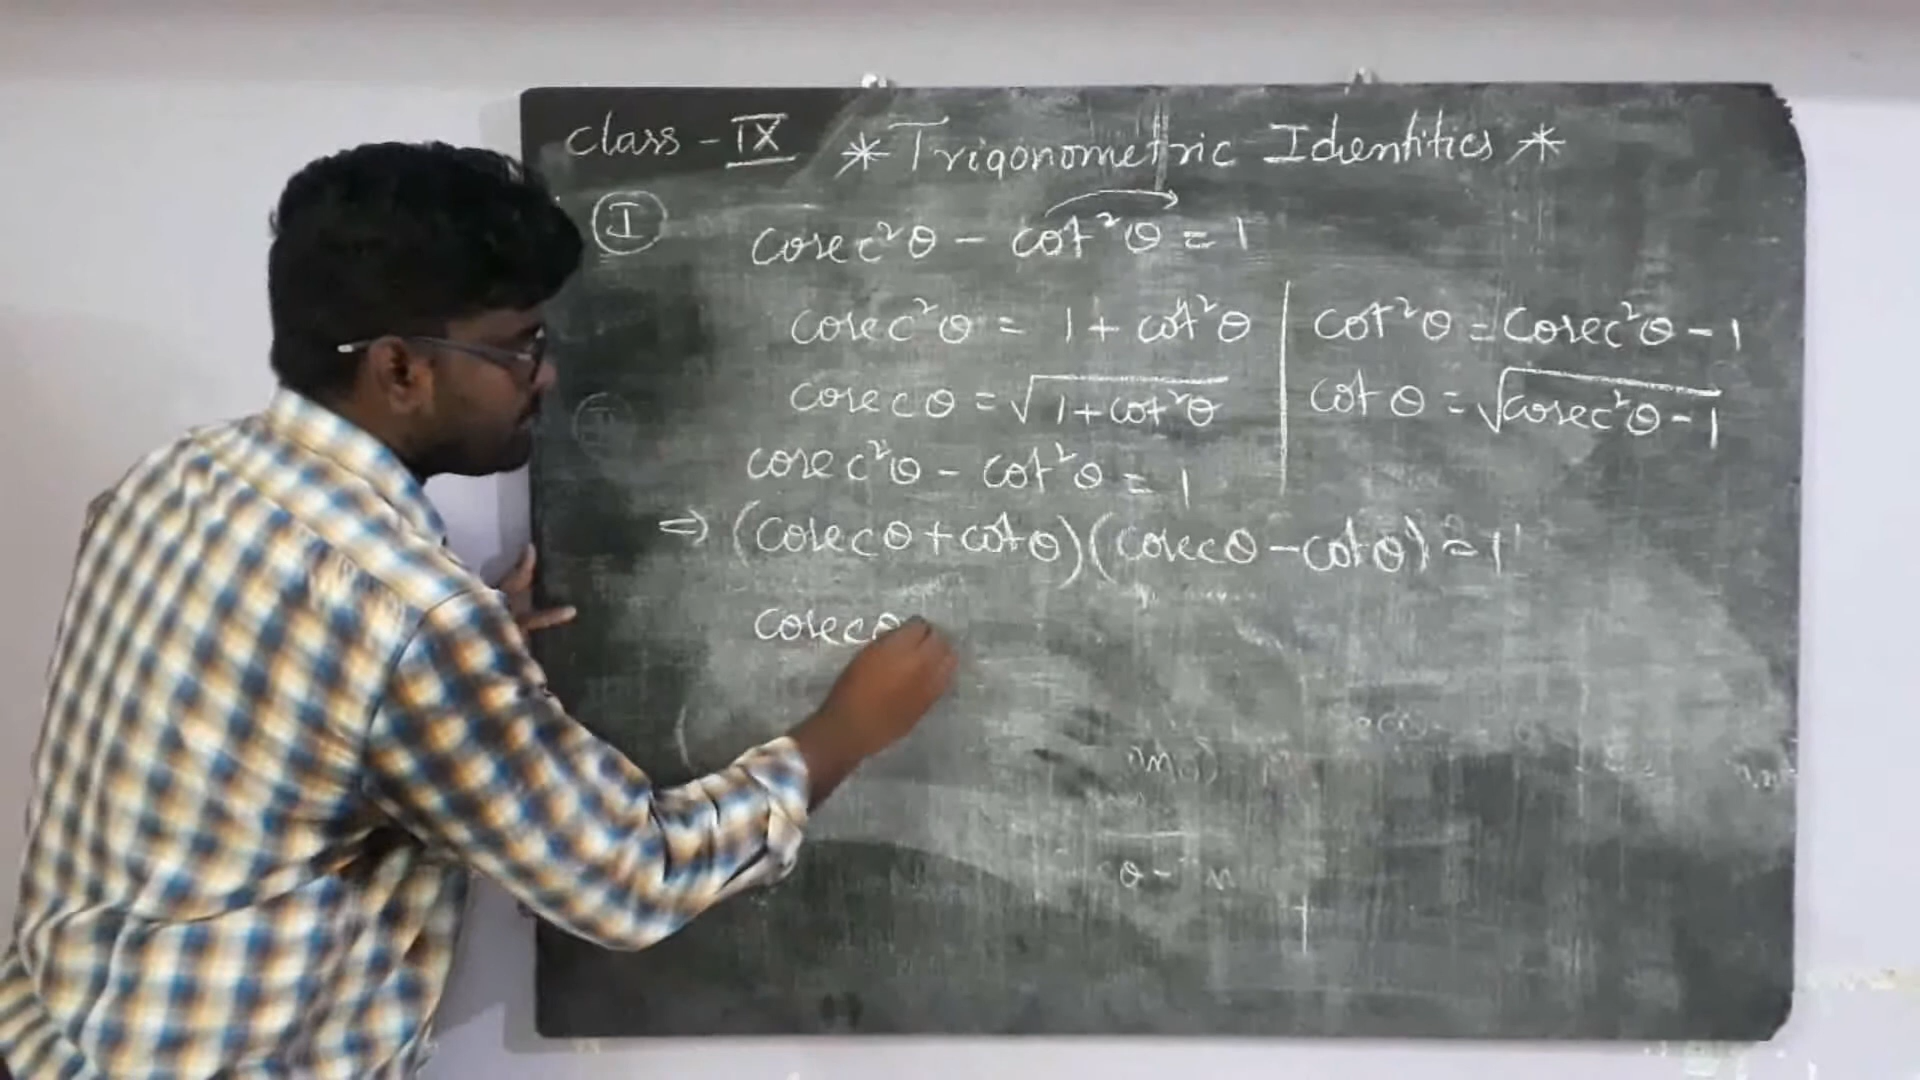 Class - IX * Trigonometric Identities *
I
cosec²θ - cot²θ = 1
cosec²θ = 1 + cot²θ | cot²θ = cosec²θ - 1
cosecθ = √1+cot²θ | cotθ = √cosec²θ - 1
cosec²θ - cot²θ = 1
⇒ (cosecθ + cotθ)(cosecθ - cotθ) = 1
cosecθ